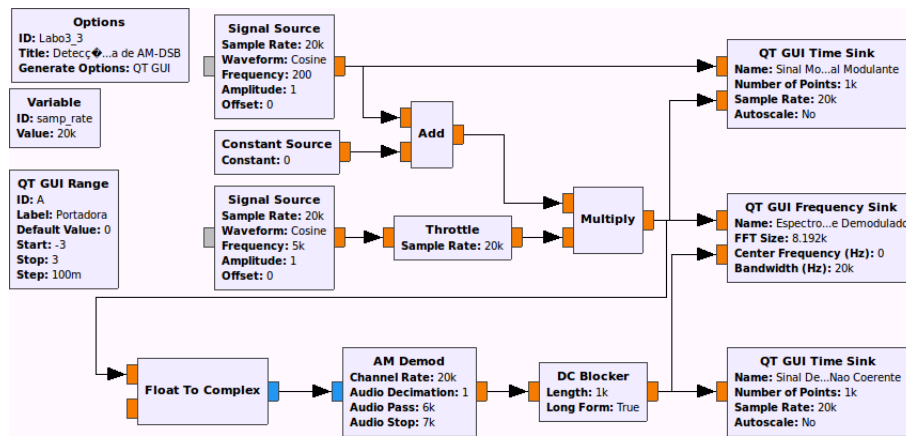 Options
ID: Labo3_3
Title: Detecç�...a de AM-DSB
Generate Options: QT GUI
Variable
ID: samp_rate
Value: 20k
QT GUI Range
ID: A
Label: Portadora
Default Value: 0
Start: -3
Stop: 3
Step: 100m
Signal Source
Sample Rate: 20k
Waveform: Cosine
Frequency: 200
Amplitude: 1
Offset: 0
Constant Source
Constant: 0
Signal Source
Sample Rate: 20k
Waveform: Cosine
Frequency: 5k
Amplitude: 1
Offset: 0
Add
Throttle
Sample Rate: 20k
Multiply
QT GUI Time Sink
Name: Sinal Mo...al Modulante
Number of Points: 1k
Sample Rate: 20k
Autoscale: No
QT GUI Frequency Sink
Name: Espectro...e Demodulado
FFT Size: 8.192k
Center Frequency (Hz): 0
Bandwidth (Hz): 20k
Float To Complex
AM Demod
Channel Rate: 20k
Audio Decimation: 1
Audio Pass: 6k
Audio Stop: 7k
DC Blocker
Length: 1k
Long Form: True
QT GUI Time Sink
Name: Sinal De...Nao Coerente
Number of Points: 1k
Sample Rate: 20k
Autoscale: No